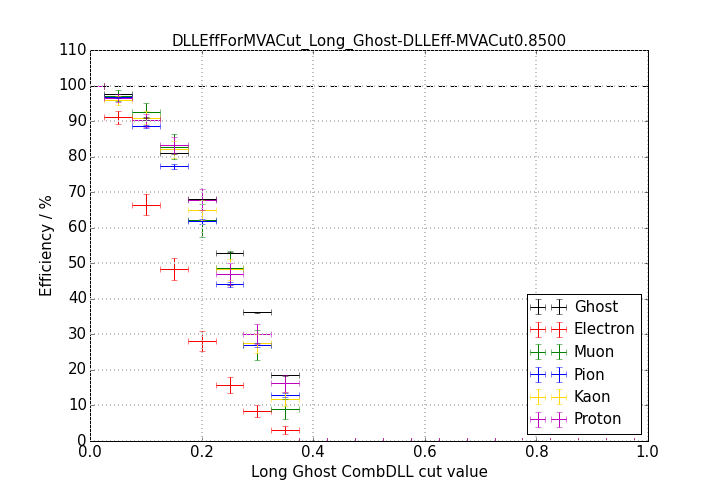 DLLEffForMVACut_Long_Ghost-DLLEff-MVACut0.8500
110
100
90
80
70
60
50
40
30
20
10
0
Efficiency / %
Ghost
Electron
Muon
Pion
Kaon
Proton
0.0 0.2 0.4 0.6 0.8 1.0
Long Ghost CombDLL cut value